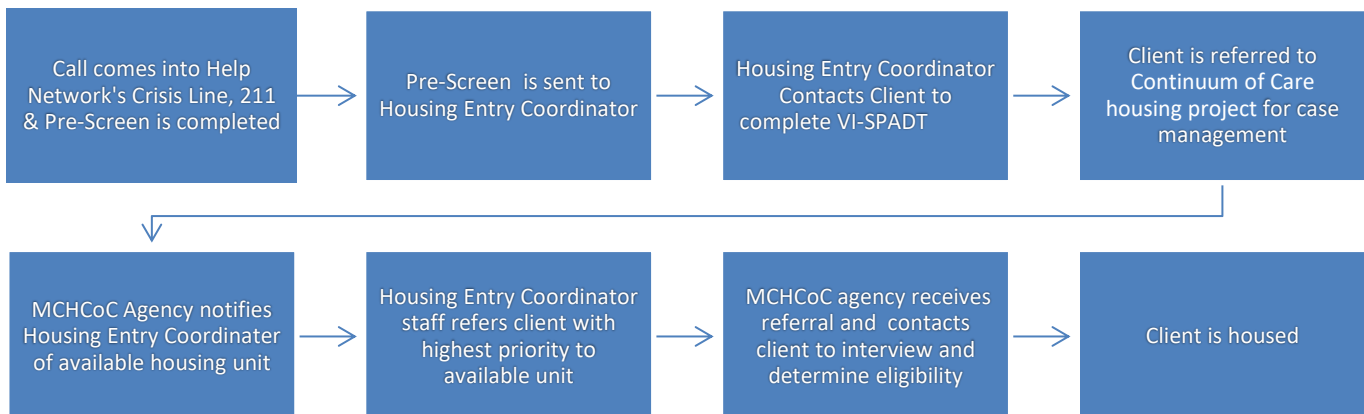 Call comes into Help
Network's Crisis Line, 211
& Pre-Screen is completed
Pre-Screen is sent to
Housing Entry Coordinator
Housing Entry Coordinator
Contacts Client to
complete VI-SPADT
Client is referred to
Continuum of Care
housing project for case
management
MCHCoC Agency notifies
Housing Entry Coordinater
of available housing unit
Housing Entry Coordinator
staff refers client with
highest priority to
available unit
MCHCoC agency receives
referral and contacts
client to interview and
determine eligibility
Client is housed